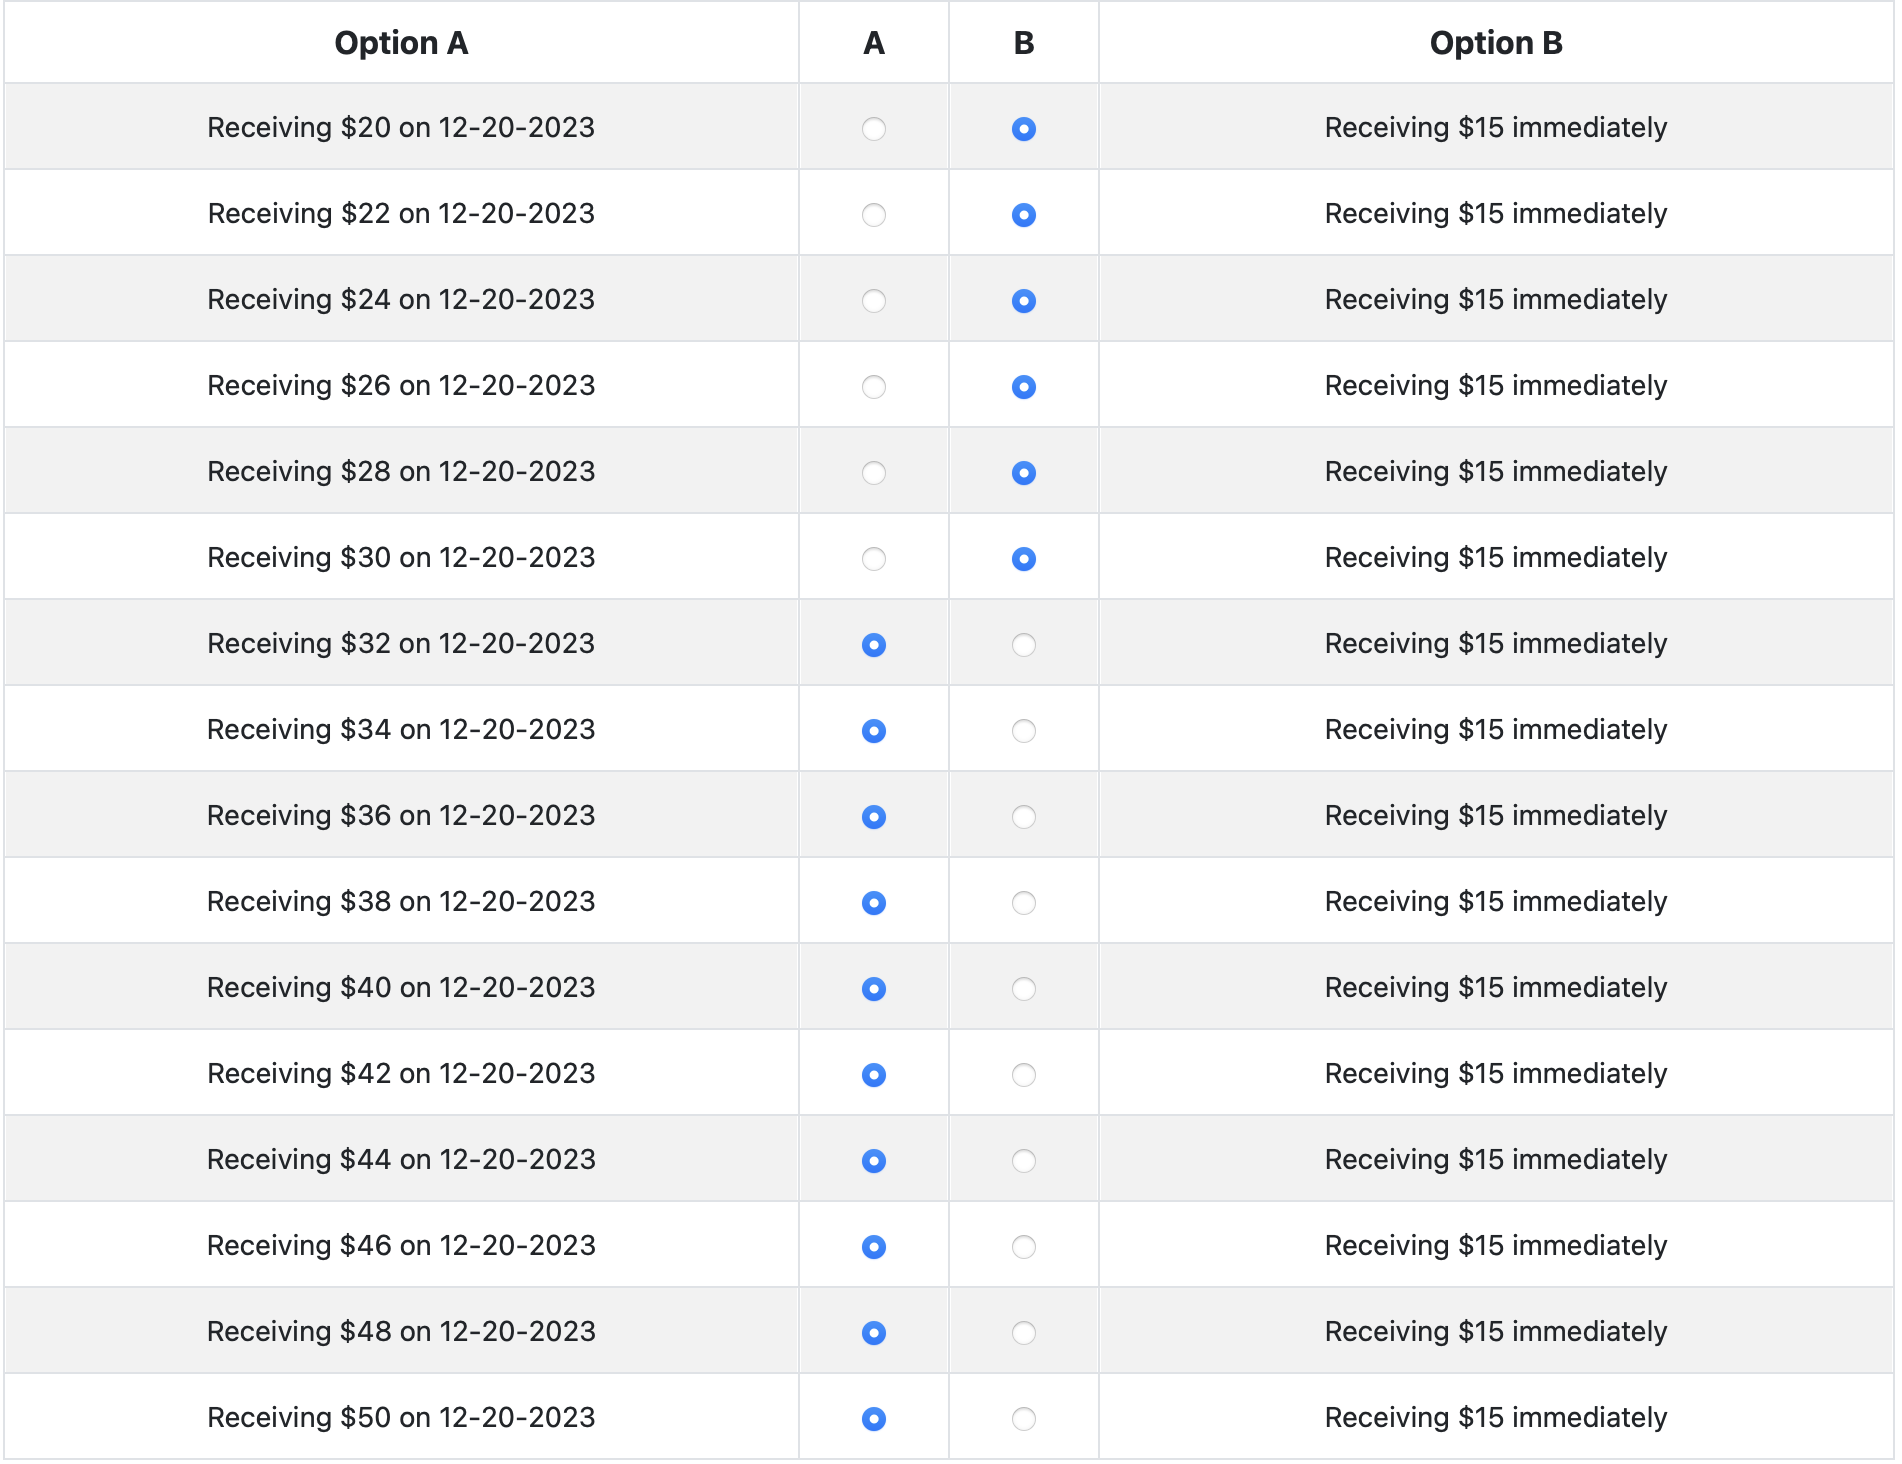 Option A A B Option B
Receiving $20 on 12-20-2023 Receiving $15 immediately
Receiving $22 on 12-20-2023 Receiving $15 immediately
Receiving $24 on 12-20-2023 Receiving $15 immediately
Receiving $26 on 12-20-2023 Receiving $15 immediately
Receiving $28 on 12-20-2023 Receiving $15 immediately
Receiving $30 on 12-20-2023 Receiving $15 immediately
Receiving $32 on 12-20-2023 Receiving $15 immediately
Receiving $34 on 12-20-2023 Receiving $15 immediately
Receiving $36 on 12-20-2023 Receiving $15 immediately
Receiving $38 on 12-20-2023 Receiving $15 immediately
Receiving $40 on 12-20-2023 Receiving $15 immediately
Receiving $42 on 12-20-2023 Receiving $15 immediately
Receiving $44 on 12-20-2023 Receiving $15 immediately
Receiving $46 on 12-20-2023 Receiving $15 immediately
Receiving $48 on 12-20-2023 Receiving $15 immediately
Receiving $50 on 12-20-2023 Receiving $15 immediately